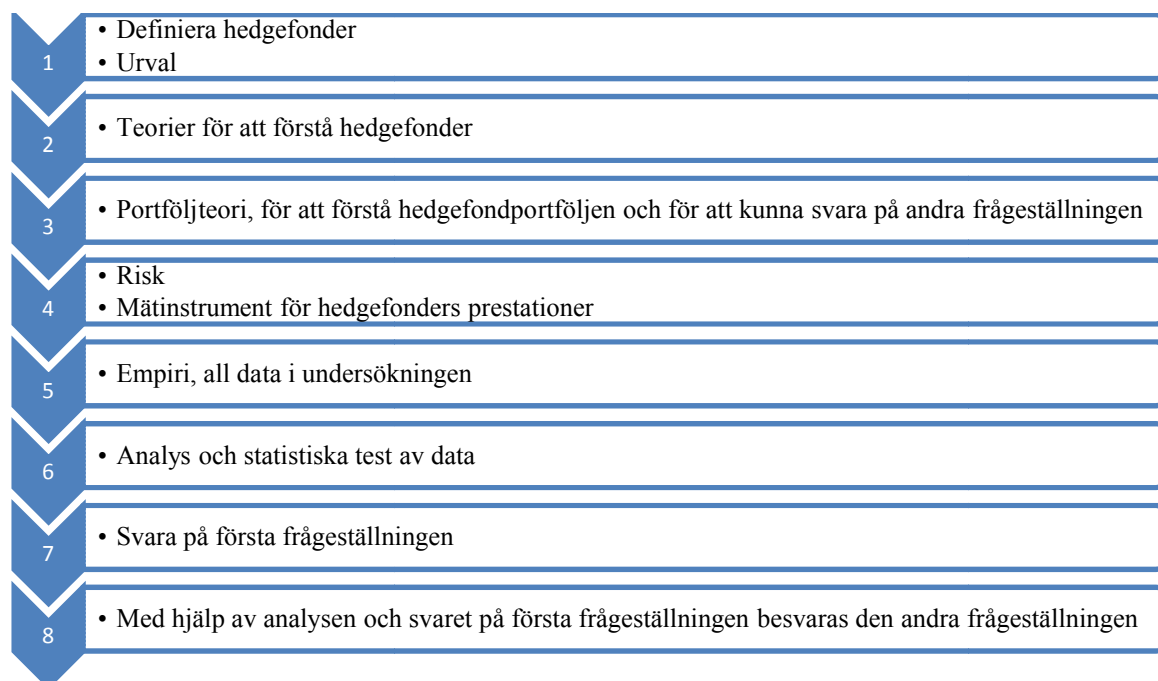 1
• Definiera hedgefonder
• Urval
2
• Teorier för att förstå hedgefonder
3
• Portföljteori, för att förstå hedgefondportföljen och för att kunna svara på andra frågeställningen
4
• Risk
• Mätinstrument för hedgefonders prestationer
5
• Empiri, all data i undersökningen
6
• Analys och statistiska test av data
7
• Svara på första frågeställningen
8
• Med hjälp av analysen och svaret på första frågeställningen besvaras den andra frågeställningen